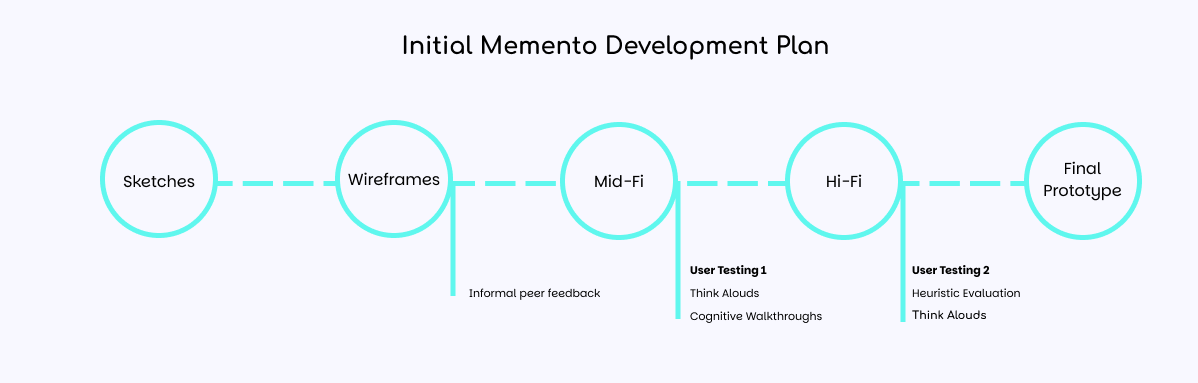 Initial Memento Development Plan
Sketches
Wireframes
Mid-Fi
Hi-Fi
Final
Prototype
Informal peer feedback
User Testing 1
Think Alouds
Cognitive Walkthroughs
User Testing 2
Heuristic Evaluation
Think Alouds